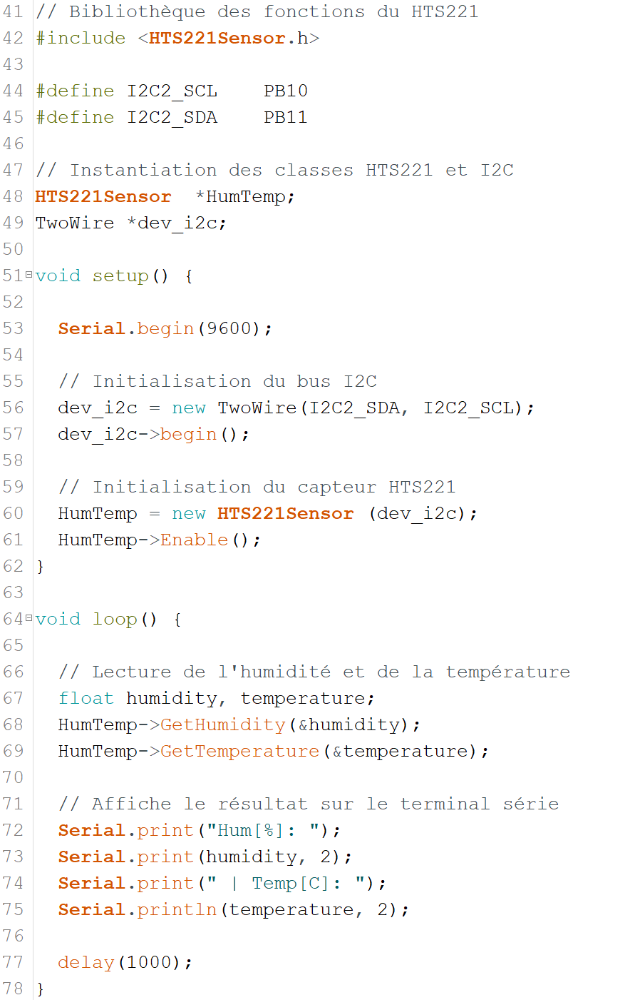 41 // Bibliothèque des fonctions du HTS221
42 #include <HTS221Sensor.h>
43
44 #define I2C2_SCL    PB10
45 #define I2C2_SDA    PB11
46
47 // Instantiation des classes HTS221 et I2C
48 HTS221Sensor  *HumTemp;
49 TwoWire *dev_i2c;
50
51 void setup() {
52
53   Serial.begin(9600);
54
55   // Initialisation du bus I2C
56   dev_i2c = new TwoWire(I2C2_SDA, I2C2_SCL);
57   dev_i2c->begin();
58
59   // Initialisation du capteur HTS221
60   HumTemp = new HTS221Sensor (dev_i2c);
61   HumTemp->Enable();
62 }
63
64 void loop() {
65
66   // Lecture de l'humidité et de la température
67   float humidity, temperature;
68   HumTemp->GetHumidity(&humidity);
69   HumTemp->GetTemperature(&temperature);
70
71   // Affiche le résultat sur le terminal série
72   Serial.print("Hum[%]: ");
73   Serial.print(humidity, 2);
74   Serial.print(" | Temp[C]: ");
75   Serial.println(temperature, 2);
76
77   delay(1000);
78 }